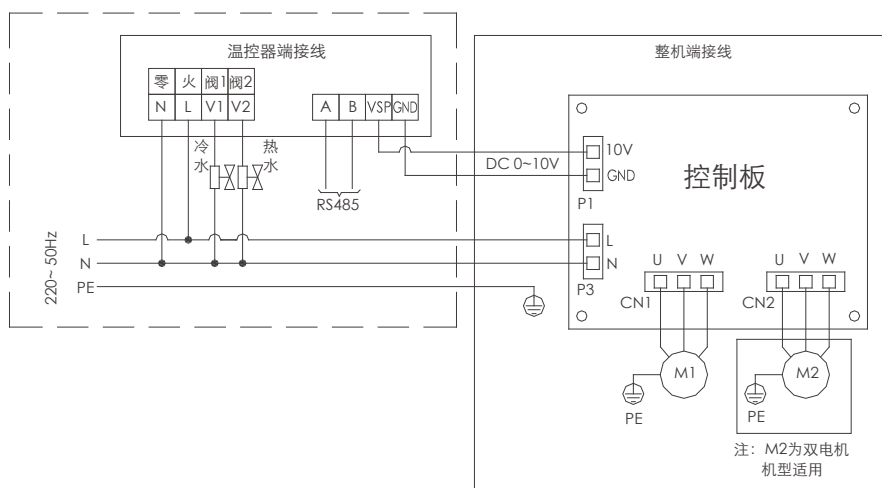 温控器端接线
零 火 阀1 阀2
N L V1 V2
A B VSP GND
冷水
热水
RS485
DC 0~10V
220~ 50Hz
L
N
PE
整机端接线
控制板
10V
GND
P1
L
N
P3
U V W
CN1
U V W
CN2
M1
PE
M2
PE
注：M2为双电机
机型适用